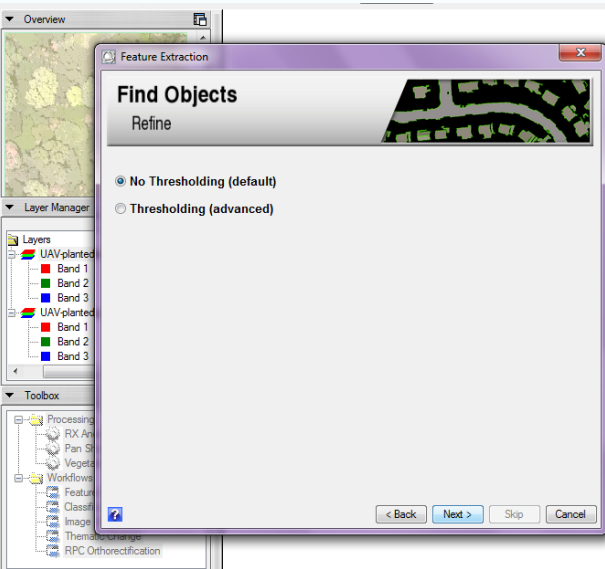 Overview
Feature Extraction
Find Objects
Refine
No Thresholding (default)
Thresholding (advanced)
Layer Manager
Layers
UAV-planted
Band 1
Band 2
Band 3
UAV-planted
Band 1
Band 2
Band 3
Toolbox
Processing
RX An
Pan Sh
Vegeta
Workflows
Feature
Classifi
Image
Thematic Change
RPC Orthorectification
?
< Back
Next >
Skip
Cancel